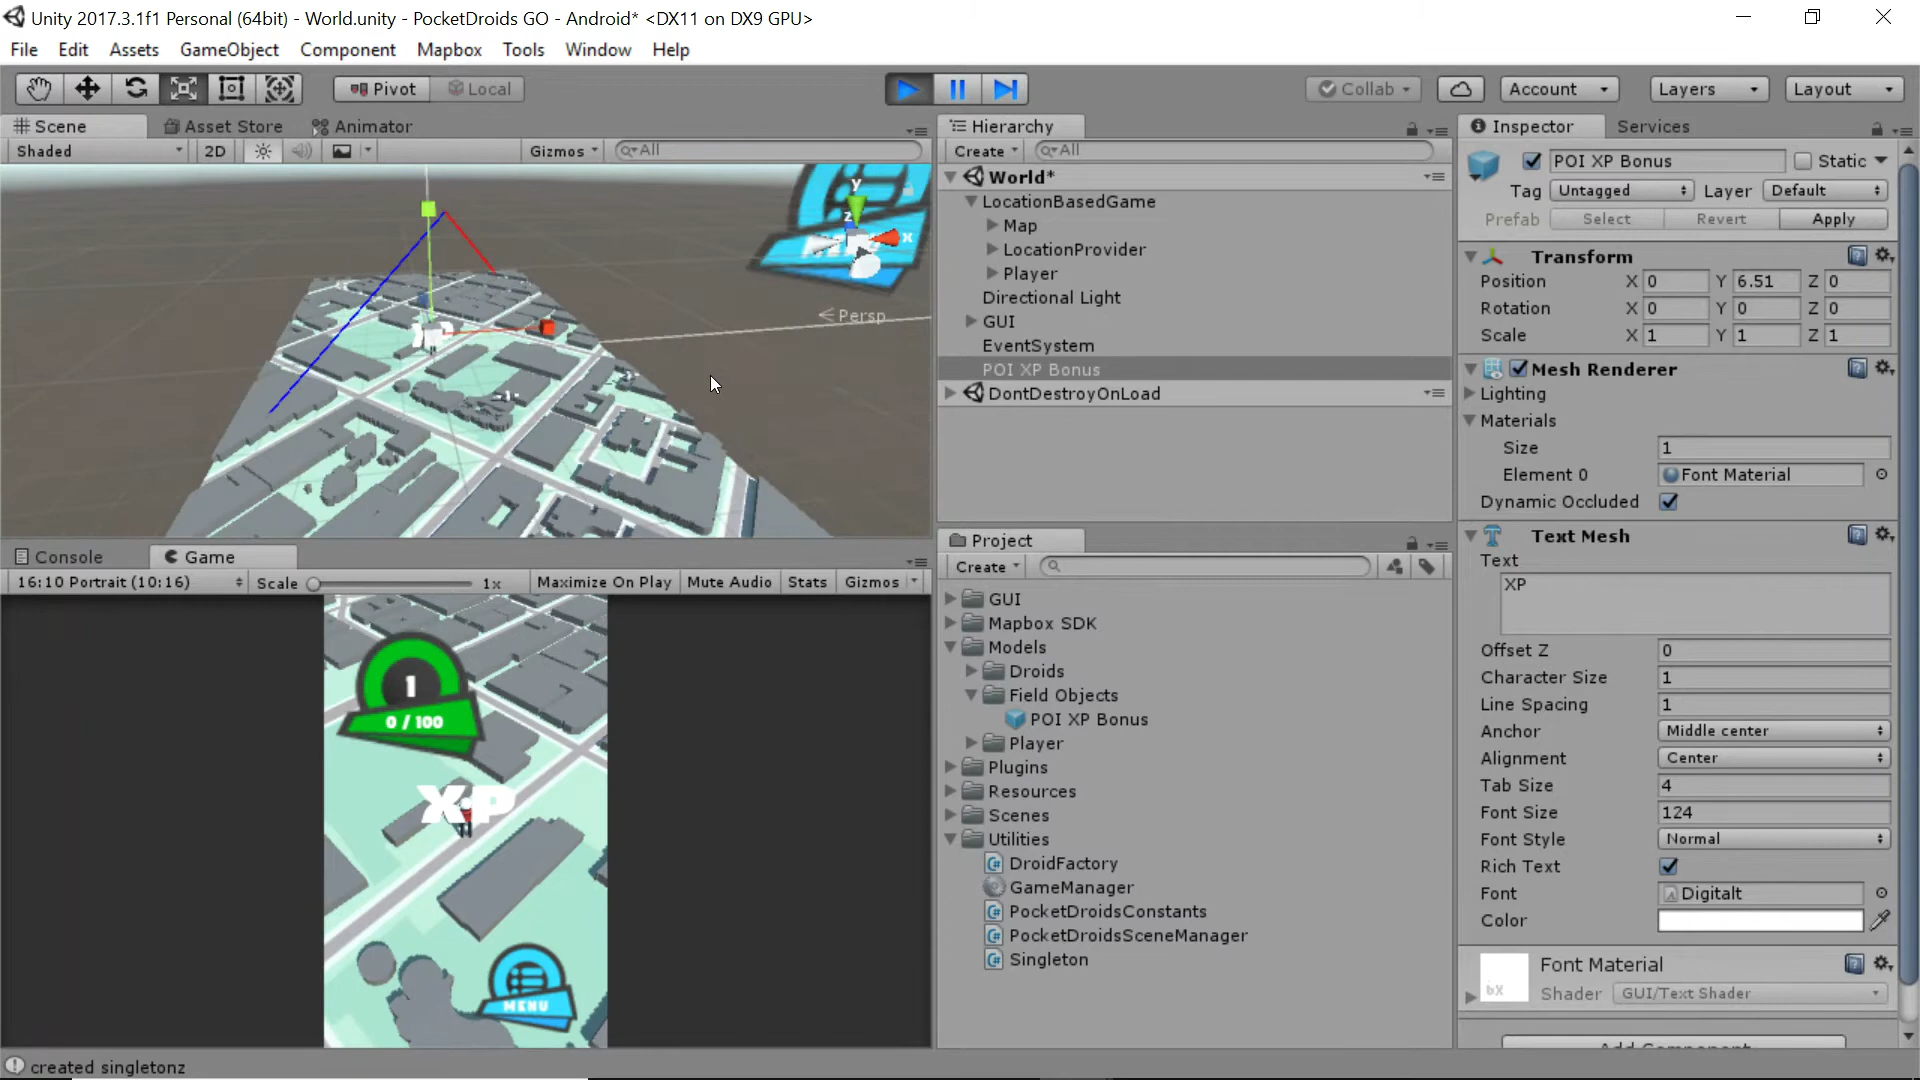 Unity 2017.3.1f1 Personal (64bit) - World.unity - PocketDroids GO - Android* <DX11 on DX9 GPU>
File Edit Assets GameObject Component Mapbox Tools Window Help
Pivot Local Collab Account Layers Layout
Scene Asset Store Animator
Shaded 2D Gizmos All
y
z
x
Persp
Console Game
16:10 Portrait (10:16) Scale 1x Maximize On Play Mute Audio Stats Gizmos
1
0 / 100
XP
MENU
created singletonz
Hierarchy
Create All
World*
LocationBasedGame
Map
LocationProvider
Player
Directional Light
GUI
EventSystem
POI XP Bonus
DontDestroyOnLoad
Project
Create
GUI
Mapbox SDK
Models
Droids
Field Objects
POI XP Bonus
Player
Plugins
Resources
Scenes
Utilities
DroidFactory
GameManager
PocketDroidsConstants
PocketDroidsSceneManager
Singleton
Inspector Services
POI XP Bonus Static
Tag Untagged Layer Default
Prefab Select Revert Apply
Transform
Position X 0 Y 6.51 Z 0
Rotation X 0 Y 0 Z 0
Scale X 1 Y 1 Z 1
Mesh Renderer
Lighting
Materials
Size 1
Element 0 Font Material
Dynamic Occluded
Text Mesh
Text
XP
Offset Z 0
Character Size 1
Line Spacing 1
Anchor Middle center
Alignment Center
Tab Size 4
Font Size 124
Font Style Normal
Rich Text
Font Digitalt
Color
Font Material
Shader GUI/Text Shader
Add Component